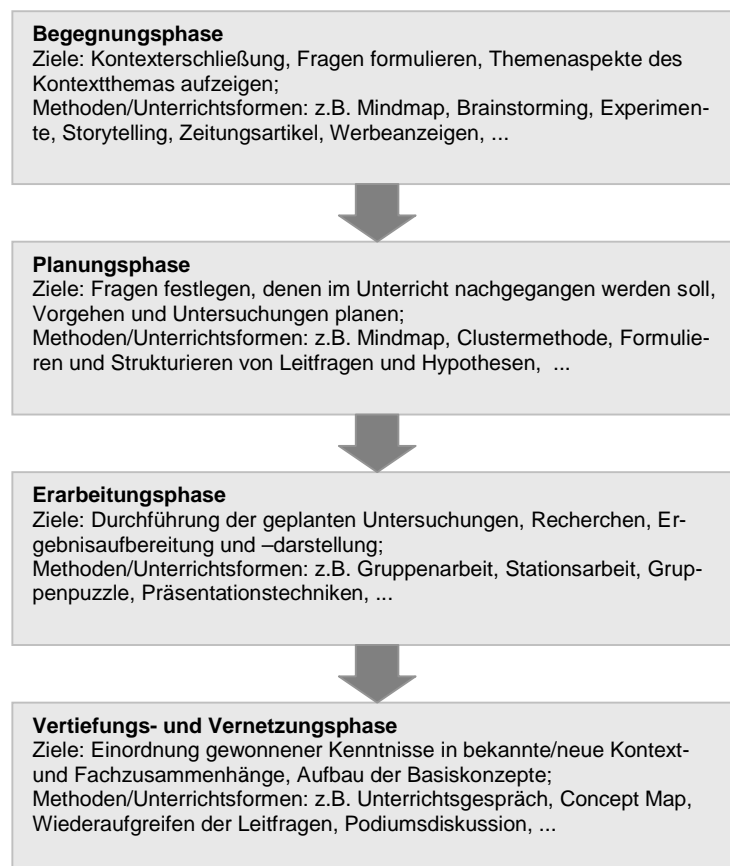 Begegnungsphase
Ziele: Kontexterschließung, Fragen formulieren, Themenaspekte des
Kontextthemas aufzeigen;
Methoden/Unterrichtsformen: z.B. Mindmap, Brainstorming, Experimen-
te, Storytelling, Zeitungsartikel, Werbeanzeigen, ...
Planungsphase
Ziele: Fragen festlegen, denen im Unterricht nachgegangen werden soll,
Vorgehen und Untersuchungen planen;
Methoden/Unterrichtsformen: z.B. Mindmap, Clustermethode, Formulie-
ren und Strukturieren von Leitfragen und Hypothesen, ...
Erarbeitungsphase
Ziele: Durchführung der geplanten Untersuchungen, Recherchen, Er-
gebnisaufbereitung und –darstellung;
Methoden/Unterrichtsformen: z.B. Gruppenarbeit, Stationsarbeit, Grup-
penpuzzle, Präsentationstechniken, ...
Vertiefungs- und Vernetzungsphase
Ziele: Einordnung gewonnener Kenntnisse in bekannte/neue Kontext-
und Fachzusammenhänge, Aufbau der Basiskonzepte;
Methoden/Unterrichtsformen: z.B. Unterrichtsgespräch, Concept Map,
Wiederaufgreifen der Leitfragen, Podiumsdiskussion, ...